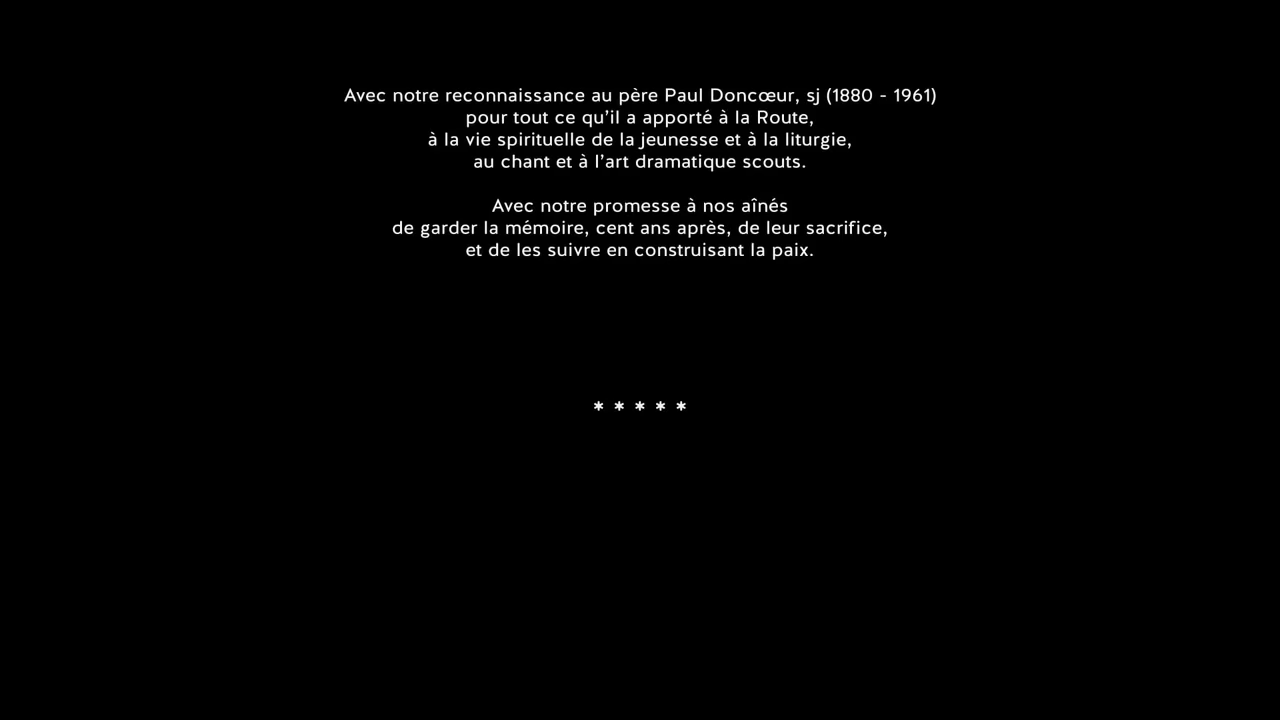 Avec notre reconnaissance au père Paul Doncœur, sj (1880 - 1961)
pour tout ce qu’il a apporté à la Route,
à la vie spirituelle de la jeunesse et à la liturgie,
au chant et à l’art dramatique scouts.
Avec notre promesse à nos aînés
de garder la mémoire, cent ans après, de leur sacrifice,
et de les suivre en construisant la paix.
* * * * *